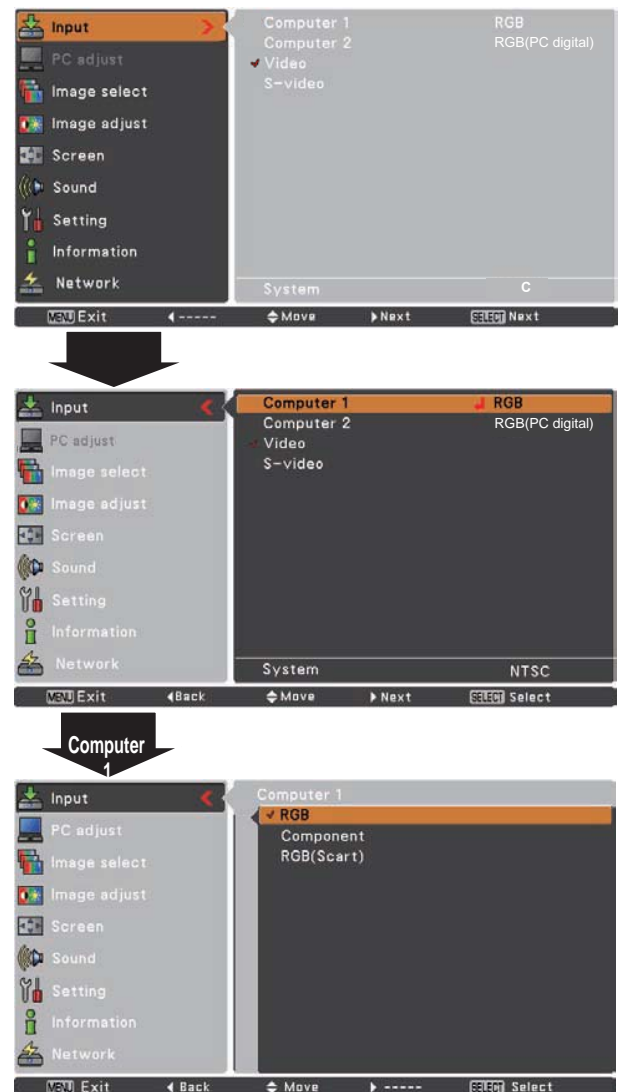 Input Computer 1 RGB
PC adjust Computer 2 RGB(PC digital)
Image select Video
Image adjust S-video
Screen
Sound
Setting
Information
Network System C
MENU Exit ----- Move Next SELECT Next
Input Computer 1 RGB
PC adjust Computer 2 RGB(PC digital)
Image select Video
Image adjust S-video
Screen
Sound
Setting
Information
Network System NTSC
MENU Exit Back Move Next SELECT Select
Computer
1
Input Computer 1
PC adjust RGB
Image select Component
Image adjust RGB(Scart)
Screen
Sound
Setting
Information
Network
MENU Exit Back Move ----- SELECT Select